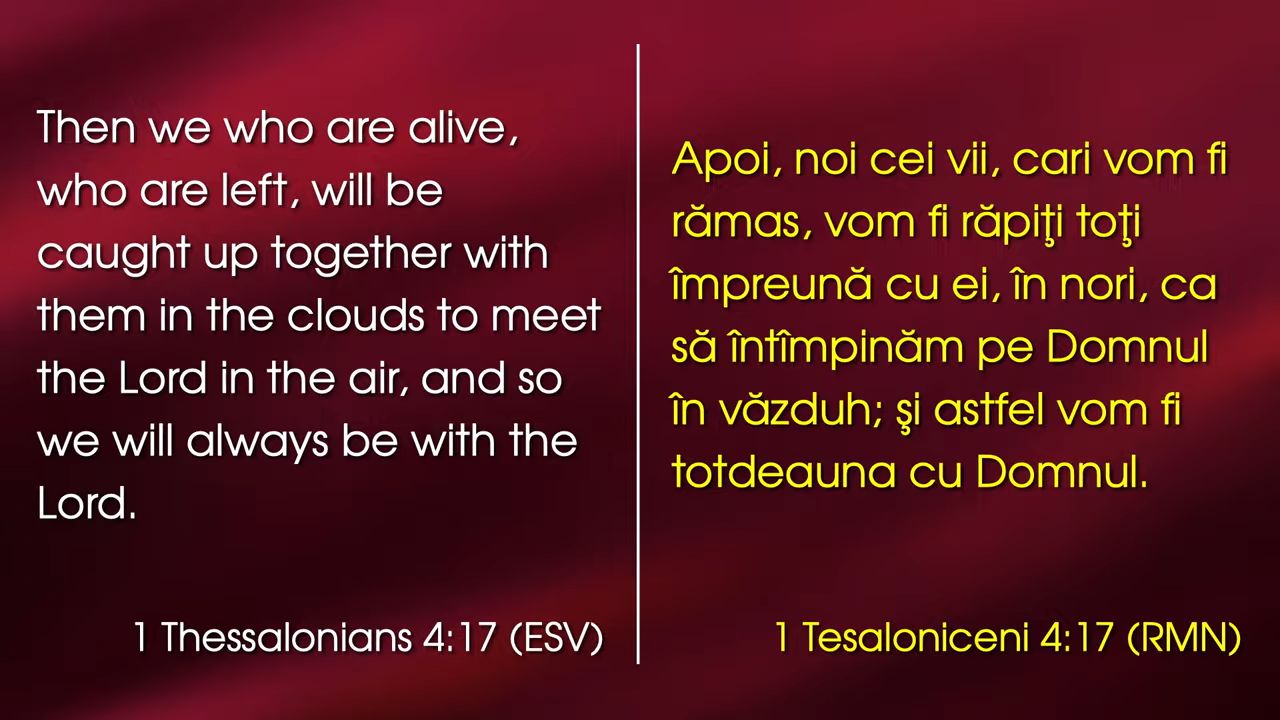 Then we who are alive,
who are left, will be
caught up together with
them in the clouds to meet
the Lord in the air, and so
we will always be with the
Lord.
1 Thessalonians 4:17 (ESV)
Apoi, noi cei vii, cari vom fi
rămas, vom fi răpiţi toţi
împreună cu ei, în nori, ca
să întîmpinăm pe Domnul
în văzduh; şi astfel vom fi
totdeauna cu Domnul.
1 Tesaloniceni 4:17 (RMN)